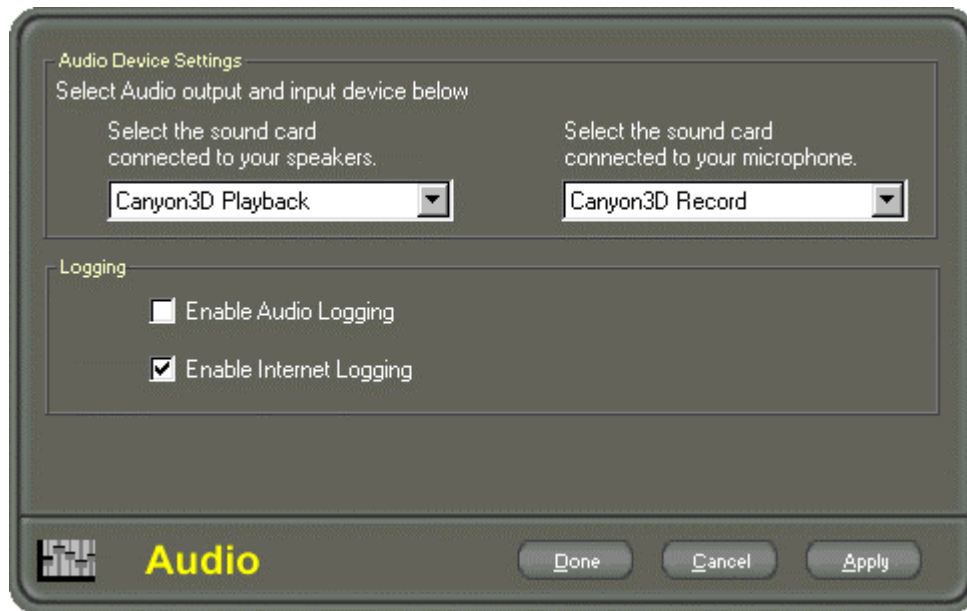 Audio Device Settings
Select Audio output and input device below
Select the sound card
connected to your speakers.
Select the sound card
connected to your microphone.
Canyon3D Playback
Canyon3D Record
Logging
Enable Audio Logging
Enable Internet Logging
Audio
Done
Cancel
Apply